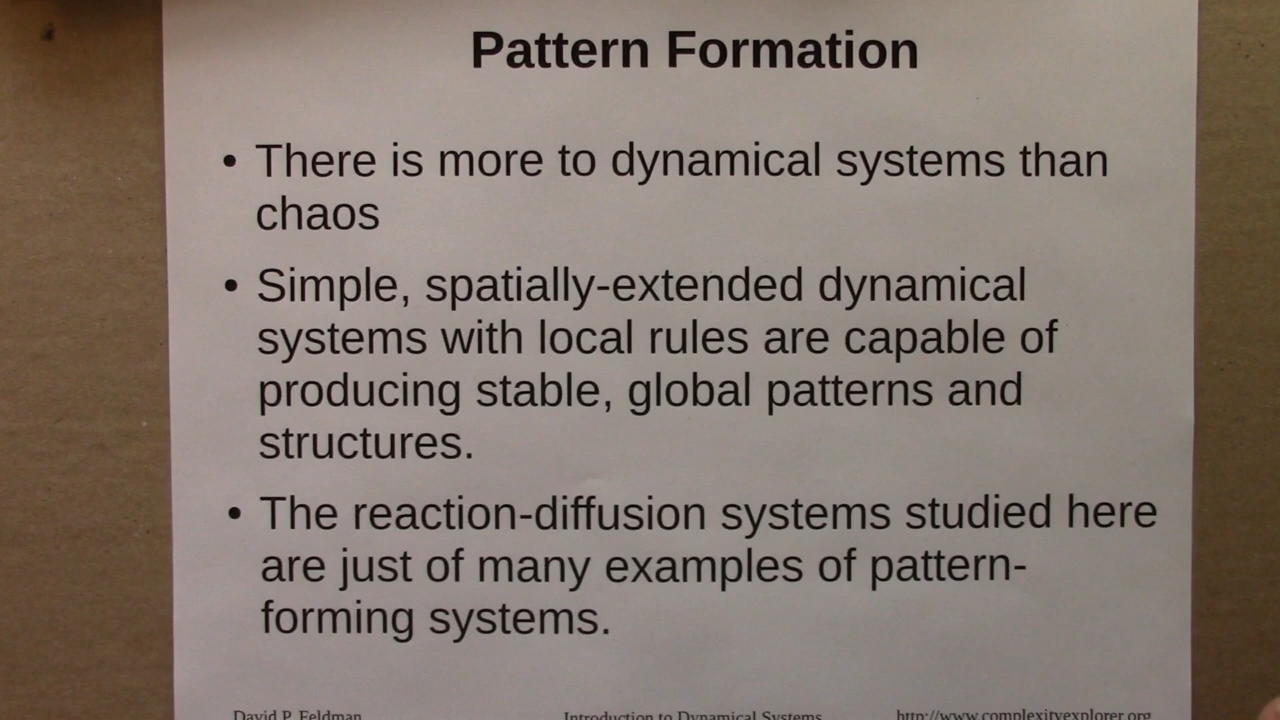 Pattern Formation
• There is more to dynamical systems than
chaos
• Simple, spatially-extended dynamical
systems with local rules are capable of
producing stable, global patterns and
structures.
• The reaction-diffusion systems studied here
are just of many examples of pattern-
forming systems.
David P. Feldman
Introduction to Dynamical Systems
http://www.complexityexplorer.org